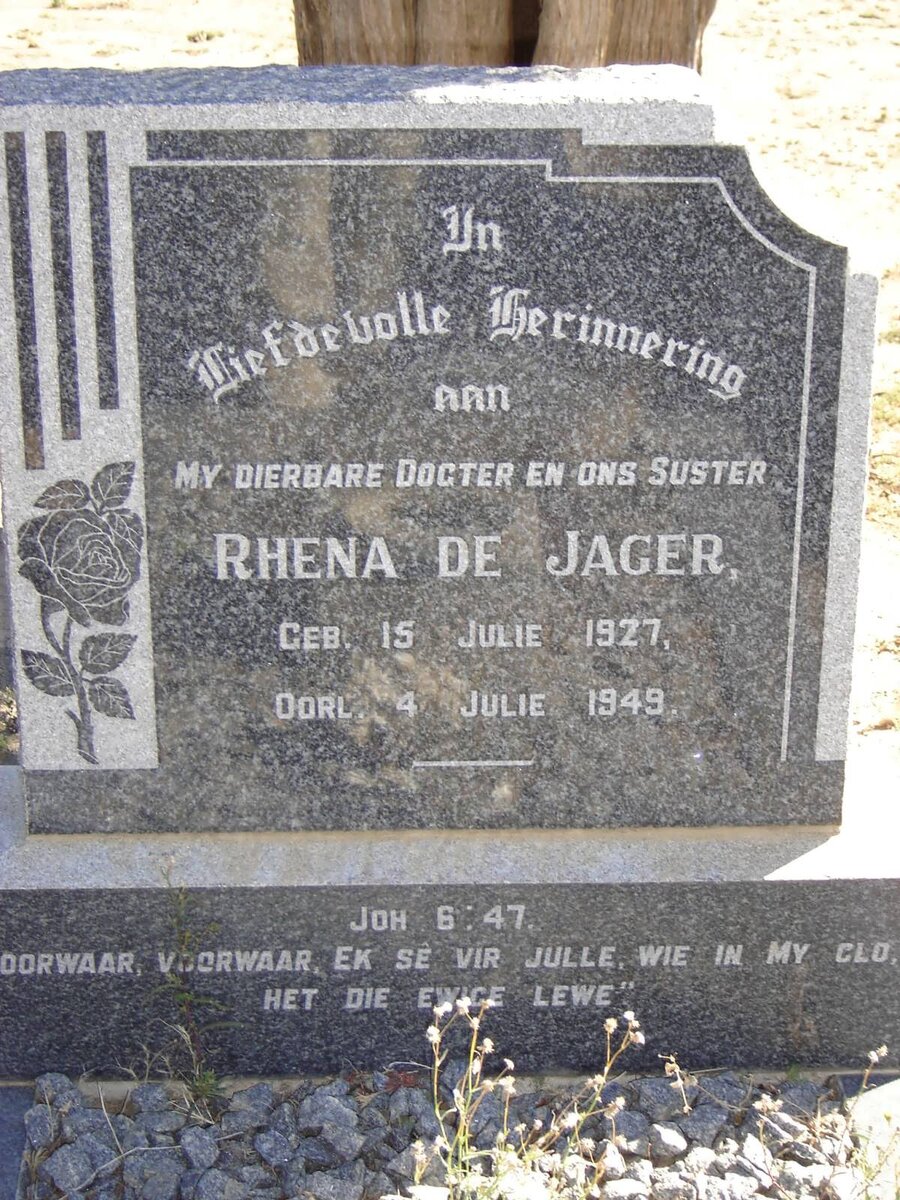 In
Liefdevolle Herinnering
aan
MY DIERBARE DOGTER EN ONS SUSTER
RHENA DE JAGER,
GEB. 15 JULIE 1927,
OORL. 4 JULIE 1949.
JOH 6:47.
OORWAAR, VOORWAAR, EK SÊ VIR JULLE, WIE IN MY GLO,
HET DIE EWIGE LEWE"